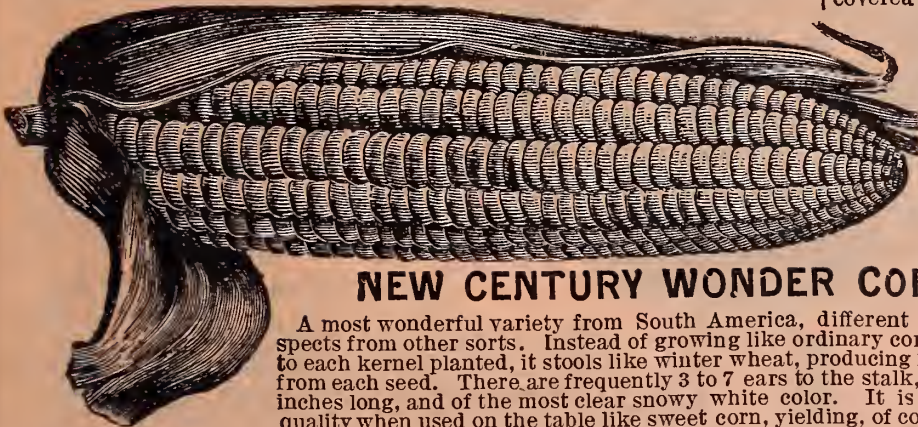 covered
NEW CENTURY WONDER CO
A most wonderful variety from South America, different
spects from other sorts. Instead of growing like ordinary co
to each kernel planted, it stools like winter wheat, producing
from each seed. There are frequently 3 to 7 ears to the stalk
inches long, and of the most clear snowy white color. It is
quality when used on the table like sweet corn, yielding, of co